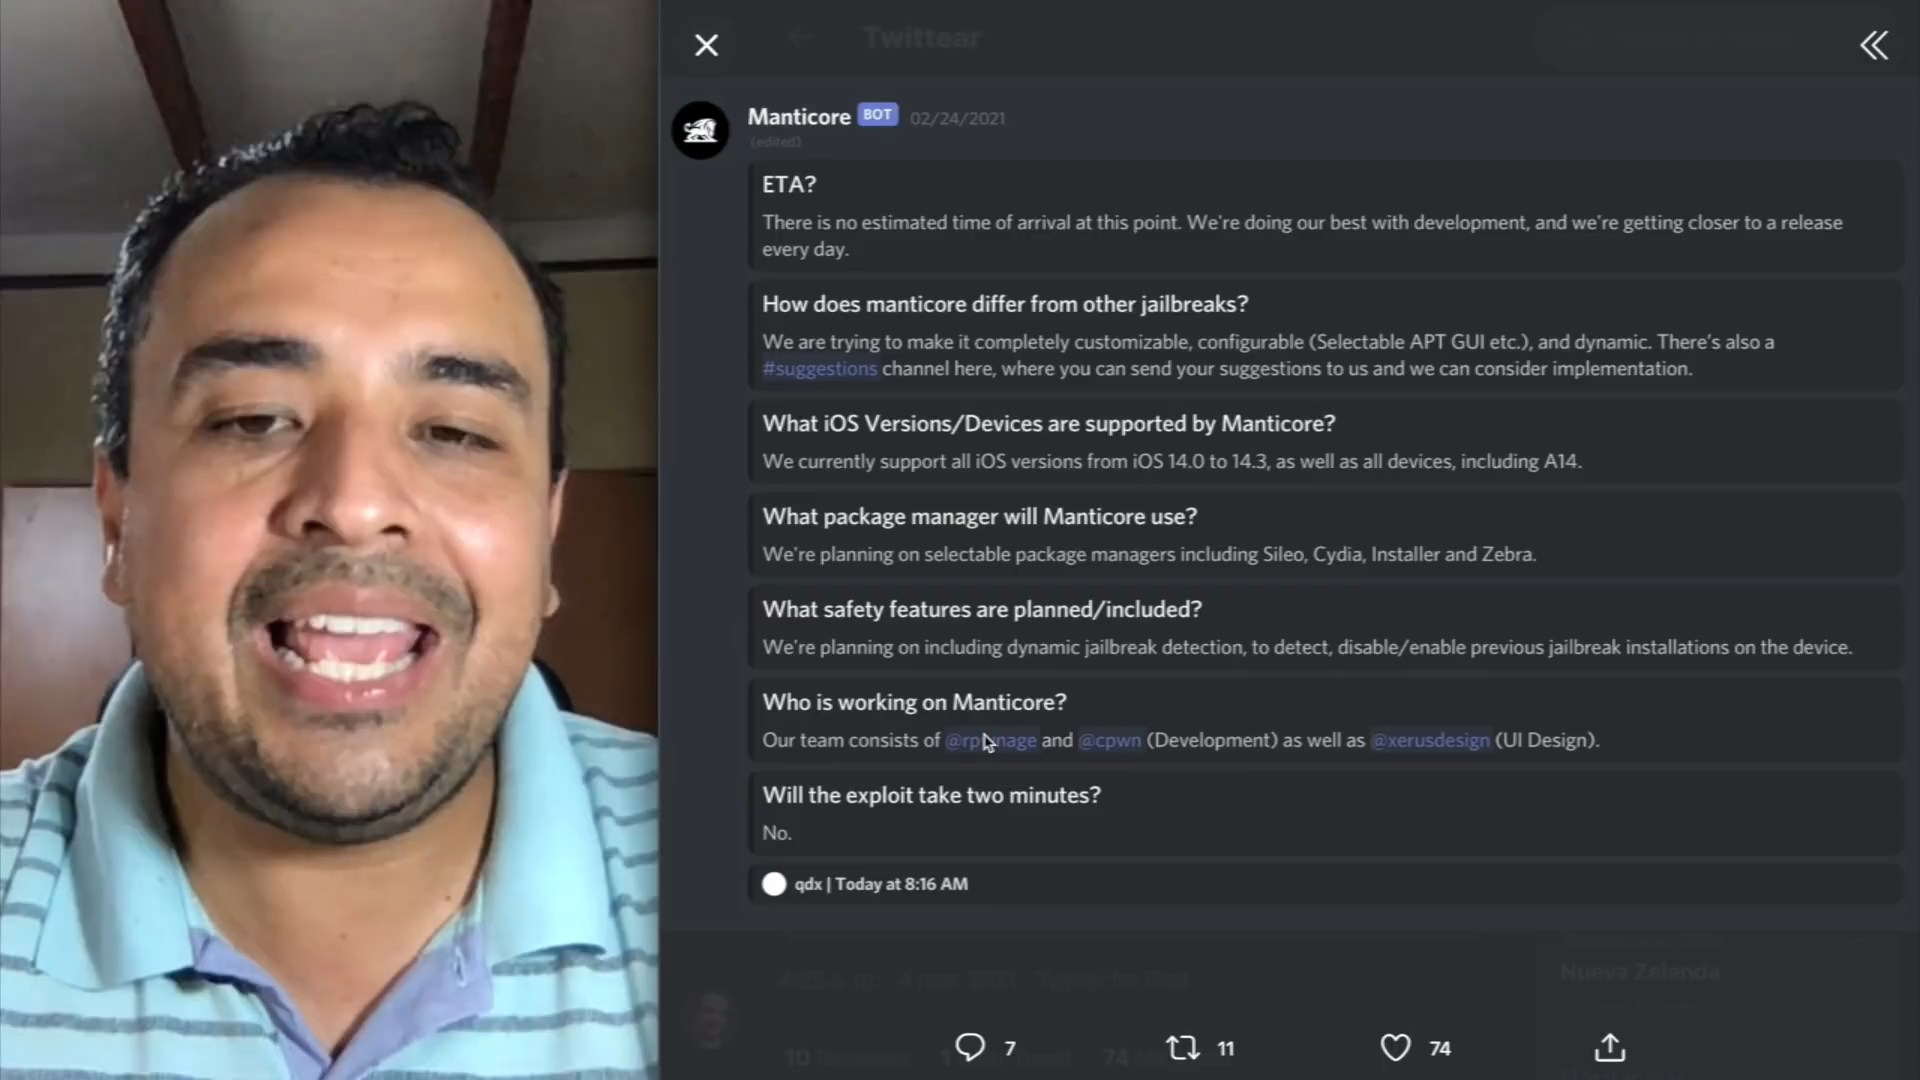 Twittear
Manticore BOT 02/24/2021
(edited)
ETA?
There is no estimated time of arrival at this point. We're doing our best with development, and we're getting closer to a release
every day.
How does manticore differ from other jailbreaks?
We are trying to make it completely customizable, configurable (Selectable APT GUI etc.), and dynamic. There's also a
#suggestions channel here, where you can send your suggestions to us and we can consider implementation.
What iOS Versions/Devices are supported by Manticore?
We currently support all iOS versions from iOS 14.0 to 14.3, as well as all devices, including A14.
What package manager will Manticore use?
We're planning on selectable package managers including Sileo, Cydia, Installer and Zebra.
What safety features are planned/included?
We're planning on including dynamic jailbreak detection, to detect, disable/enable previous jailbreak installations on the device.
Who is working on Manticore?
Our team consists of and @cpwn (Development) as well as @xerusdesign (UI Design).
Will the exploit take two minutes?
No.
qdx | Today at 8:16 AM
Nueva Zelanda
7 11 74